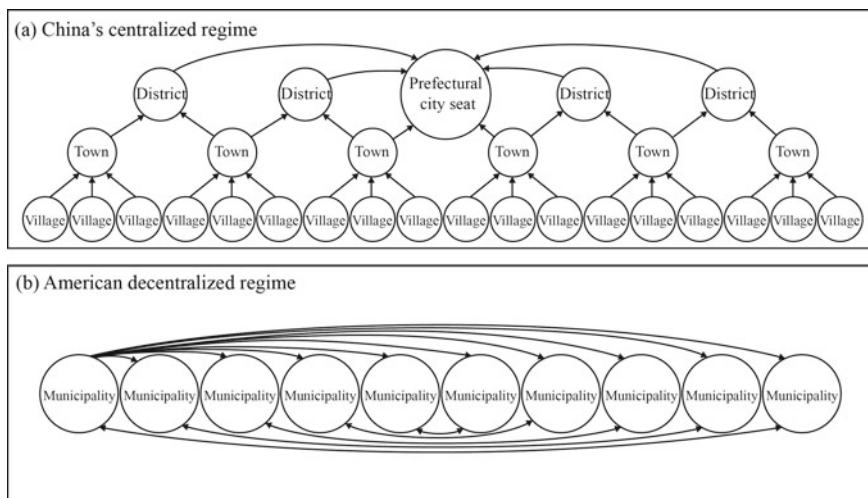 (a) China's centralized regime
Prefectural
city seat
District
District
District
District
Town
Town
Town
Town
Town
Town
Village Village Village Village Village Village Village Village Village Village Village Village Village Village Village Village Village Village
(b) American decentralized regime
Municipality Municipality Municipality Municipality Municipality Municipality Municipality Municipality Municipality Municipality